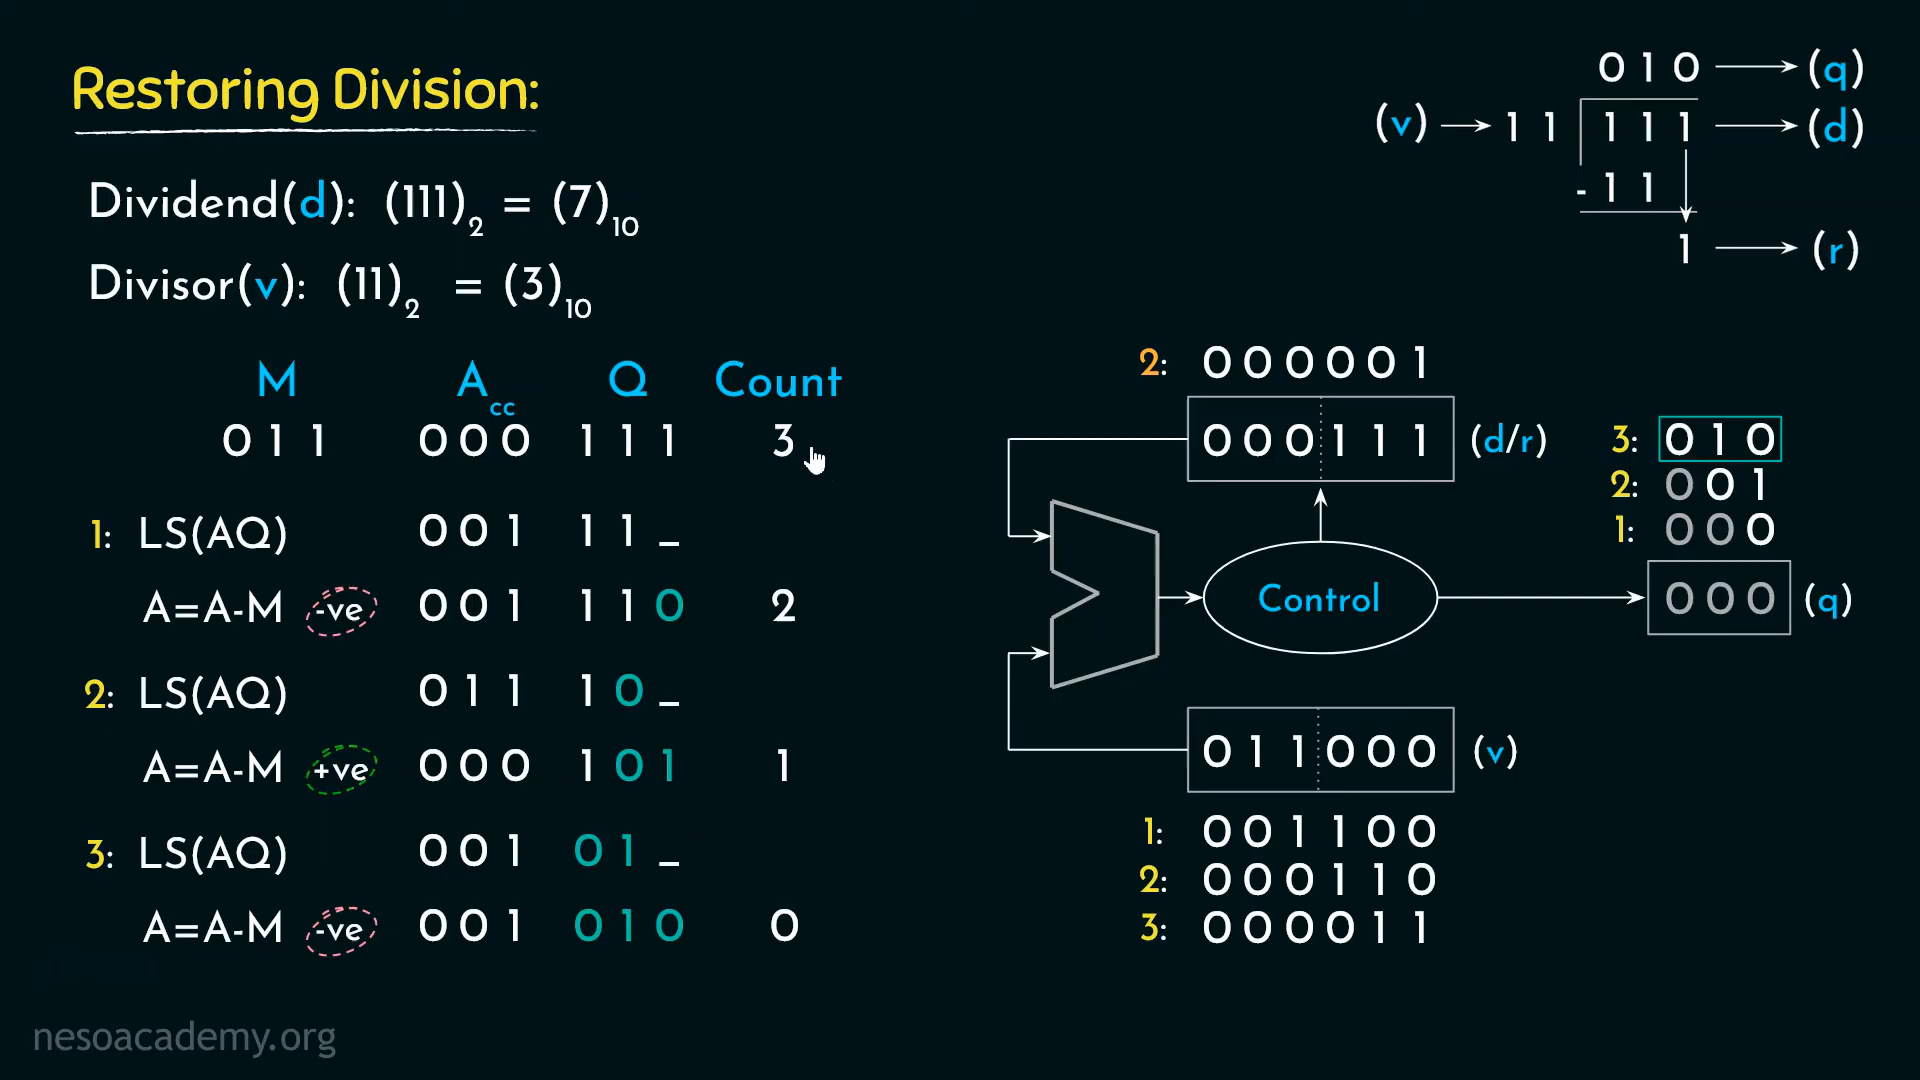 Restoring Division:
Dividend(d): (111)₂ = (7)₁₀
Divisor(v): (11)₂ = (3)₁₀
0 1 0 (q)
(v) 1 1 1 1 1 (d)
- 1 1
1 (r)
M Acc Q Count
0 1 1 0 0 0 1 1 1 3
1: LS(AQ) 0 0 1 1 1 _
A=A-M -ve 0 0 1 1 1 0 2
2: LS(AQ) 0 1 1 1 0 _
A=A-M +ve 0 0 0 1 0 1 1
3: LS(AQ) 0 0 1 0 1 _
A=A-M -ve 0 0 1 0 1 0 0
2: 0 0 0 0 0 1
0 0 0 1 1 1 (d/r)
3: 0 1 0
2: 0 0 1
1: 0 0 0
Control
0 0 0 (q)
0 1 1 0 0 0 (v)
1: 0 0 1 1 0 0
2: 0 0 0 1 1 0
3: 0 0 0 0 1 1
nesoacademy.org